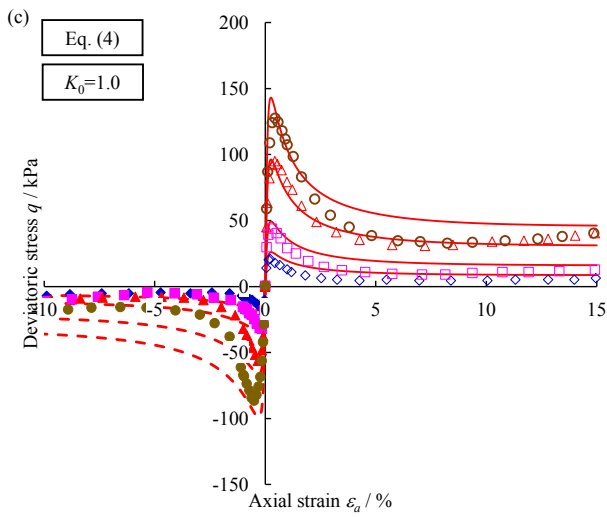 (c)
Eq. (4)
K₀=1.0
200
150
100
50
0
-50
-100
-150
-10
-5
0
5
10
15
Deviatoric stress q / kPa
Axial strain εₐ / %